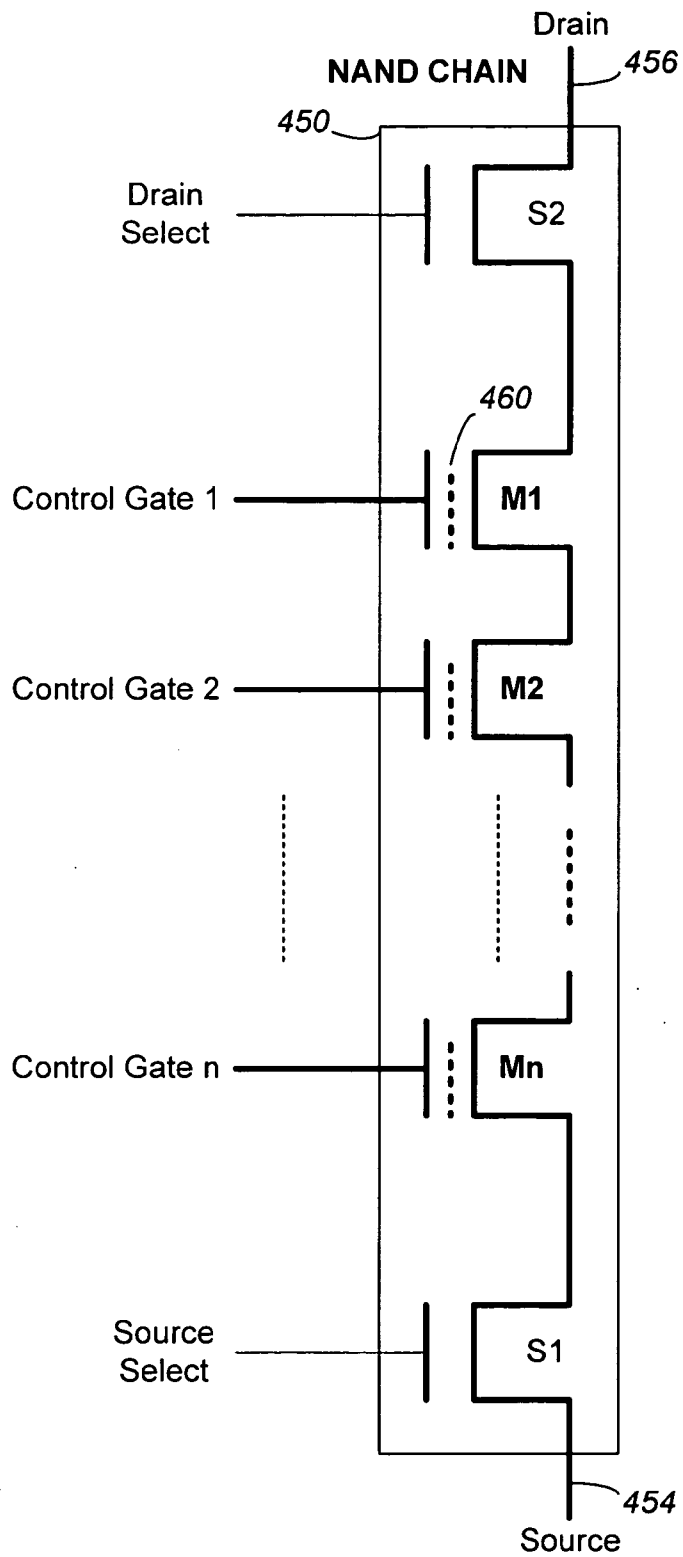 Drain
NAND CHAIN
456
450
Drain
Select
S2
460
Control Gate 1
M1
Control Gate 2
M2
Control Gate n
Mn
Source
Select
S1
454
Source